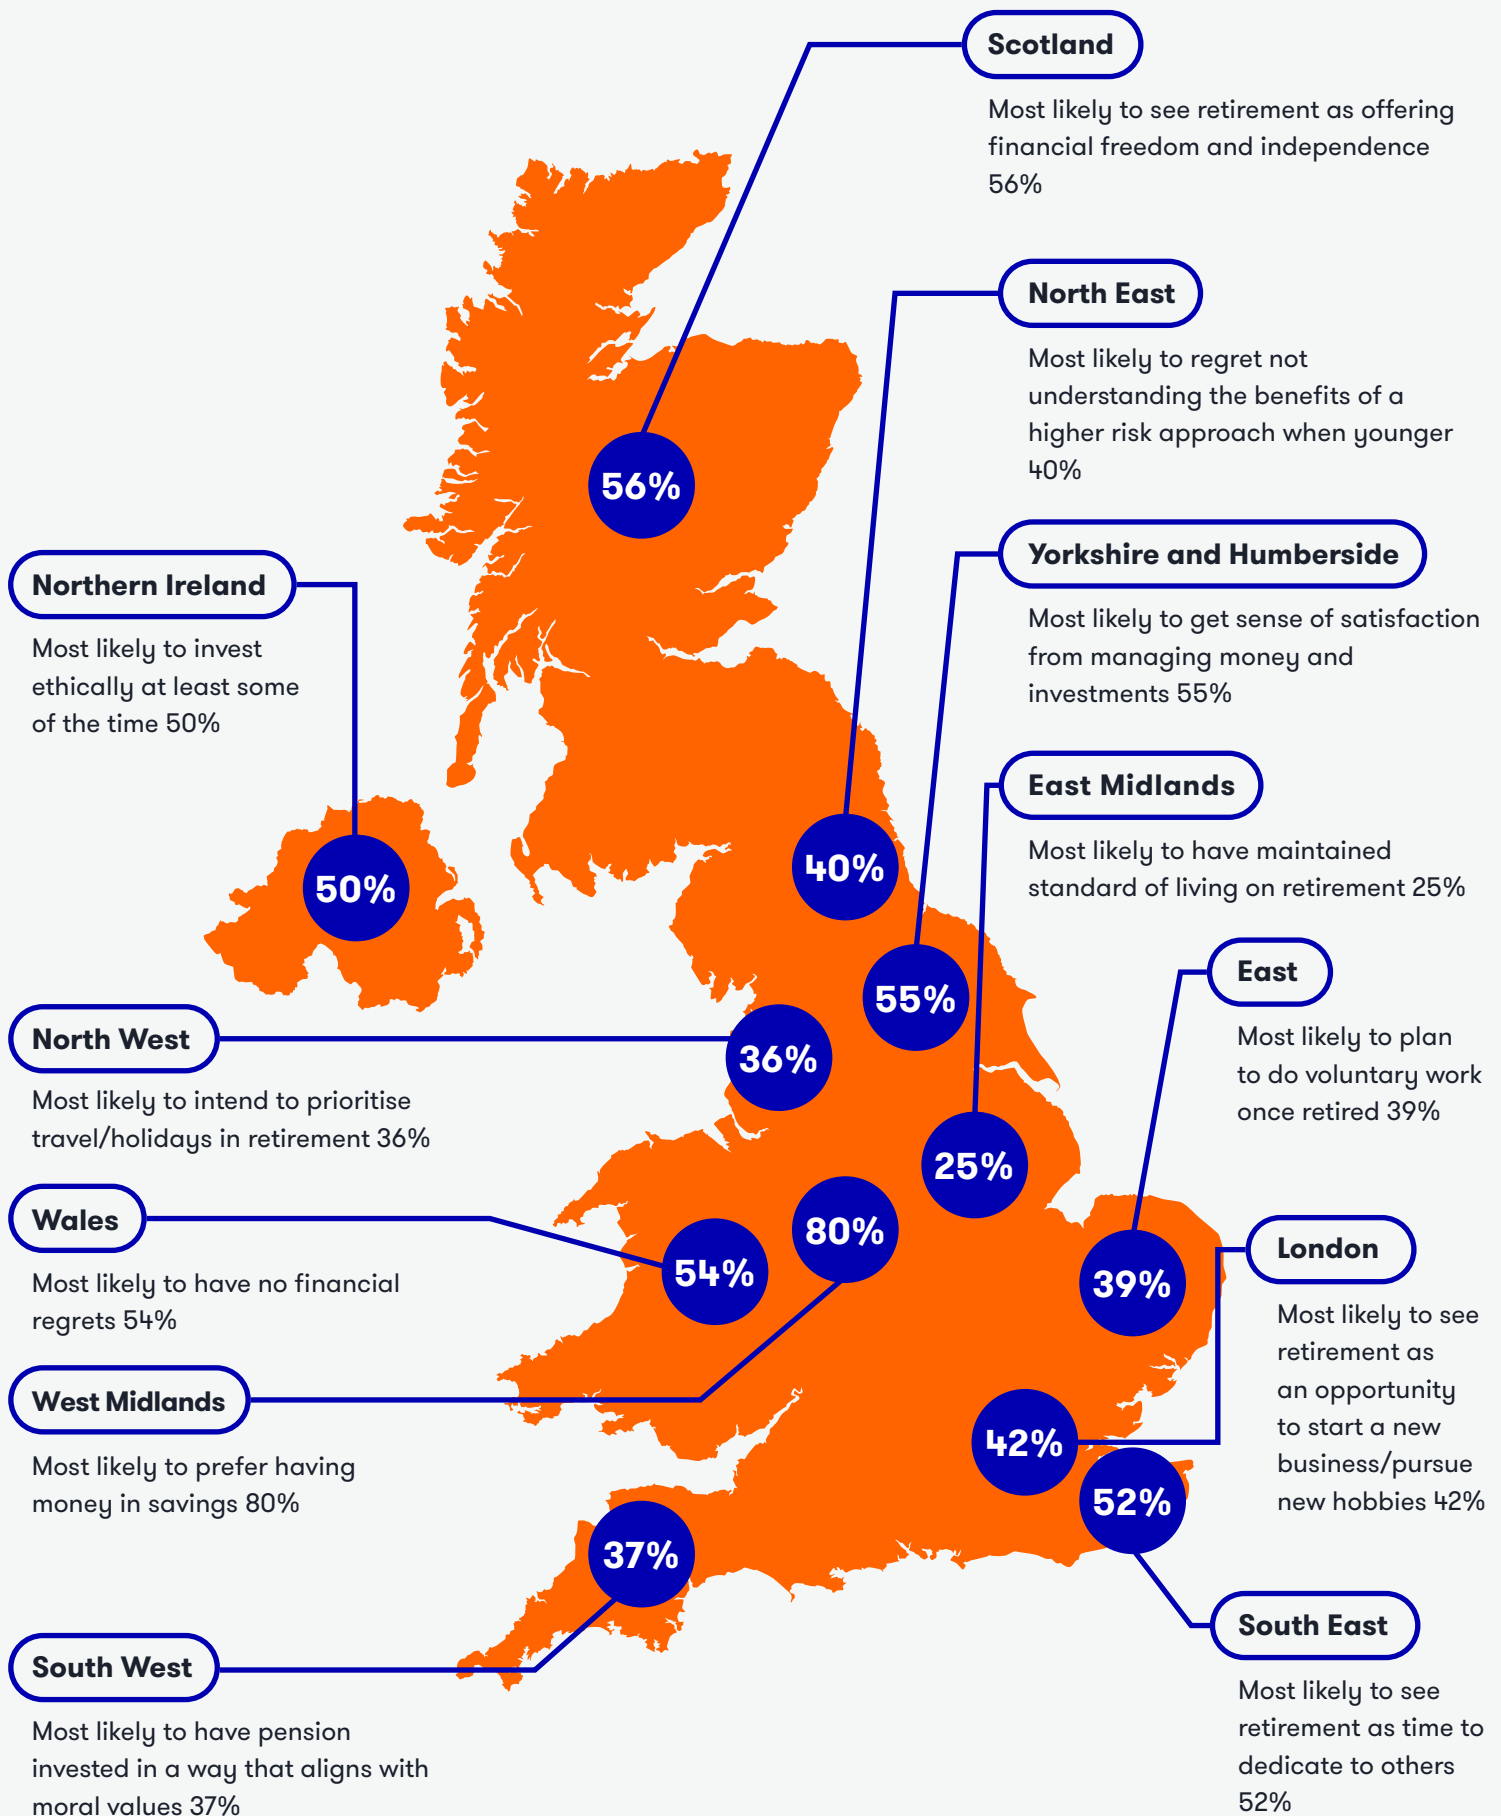 Scotland
Most likely to see retirement as offering
financial freedom and independence
56%
North East
Most likely to regret not
understanding the benefits of a
higher risk approach when younger
40%
Yorkshire and Humberside
Most likely to get sense of satisfaction
from managing money and
investments 55%
East Midlands
Most likely to have maintained
standard of living on retirement 25%
East
Most likely to plan
to do voluntary work
once retired 39%
London
Most likely to see
retirement as
an opportunity
to start a new
business/pursue
new hobbies 42%
South East
Most likely to see
retirement as time to
dedicate to others
52%
Northern Ireland
Most likely to invest
ethically at least some
of the time 50%
North West
Most likely to intend to prioritise
travel/holidays in retirement 36%
Wales
Most likely to have no financial
regrets 54%
West Midlands
Most likely to prefer having
money in savings 80%
South West
Most likely to have pension
invested in a way that aligns with
moral values 37%
56%
40%
50%
55%
36%
25%
80%
54%
39%
42%
52%
37%